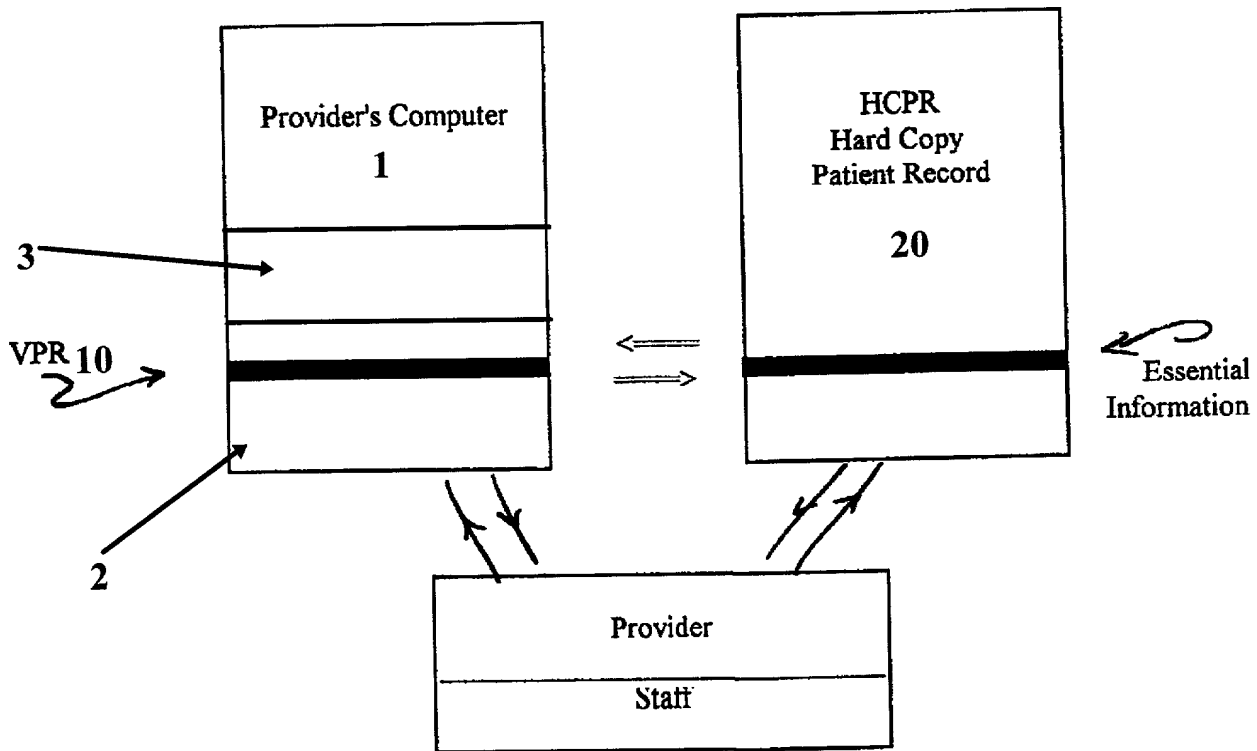 Provider's Computer
1
HCPR
Hard Copy
Patient Record
20
3
VPR 10
Essential
Information
2
Provider
Staff